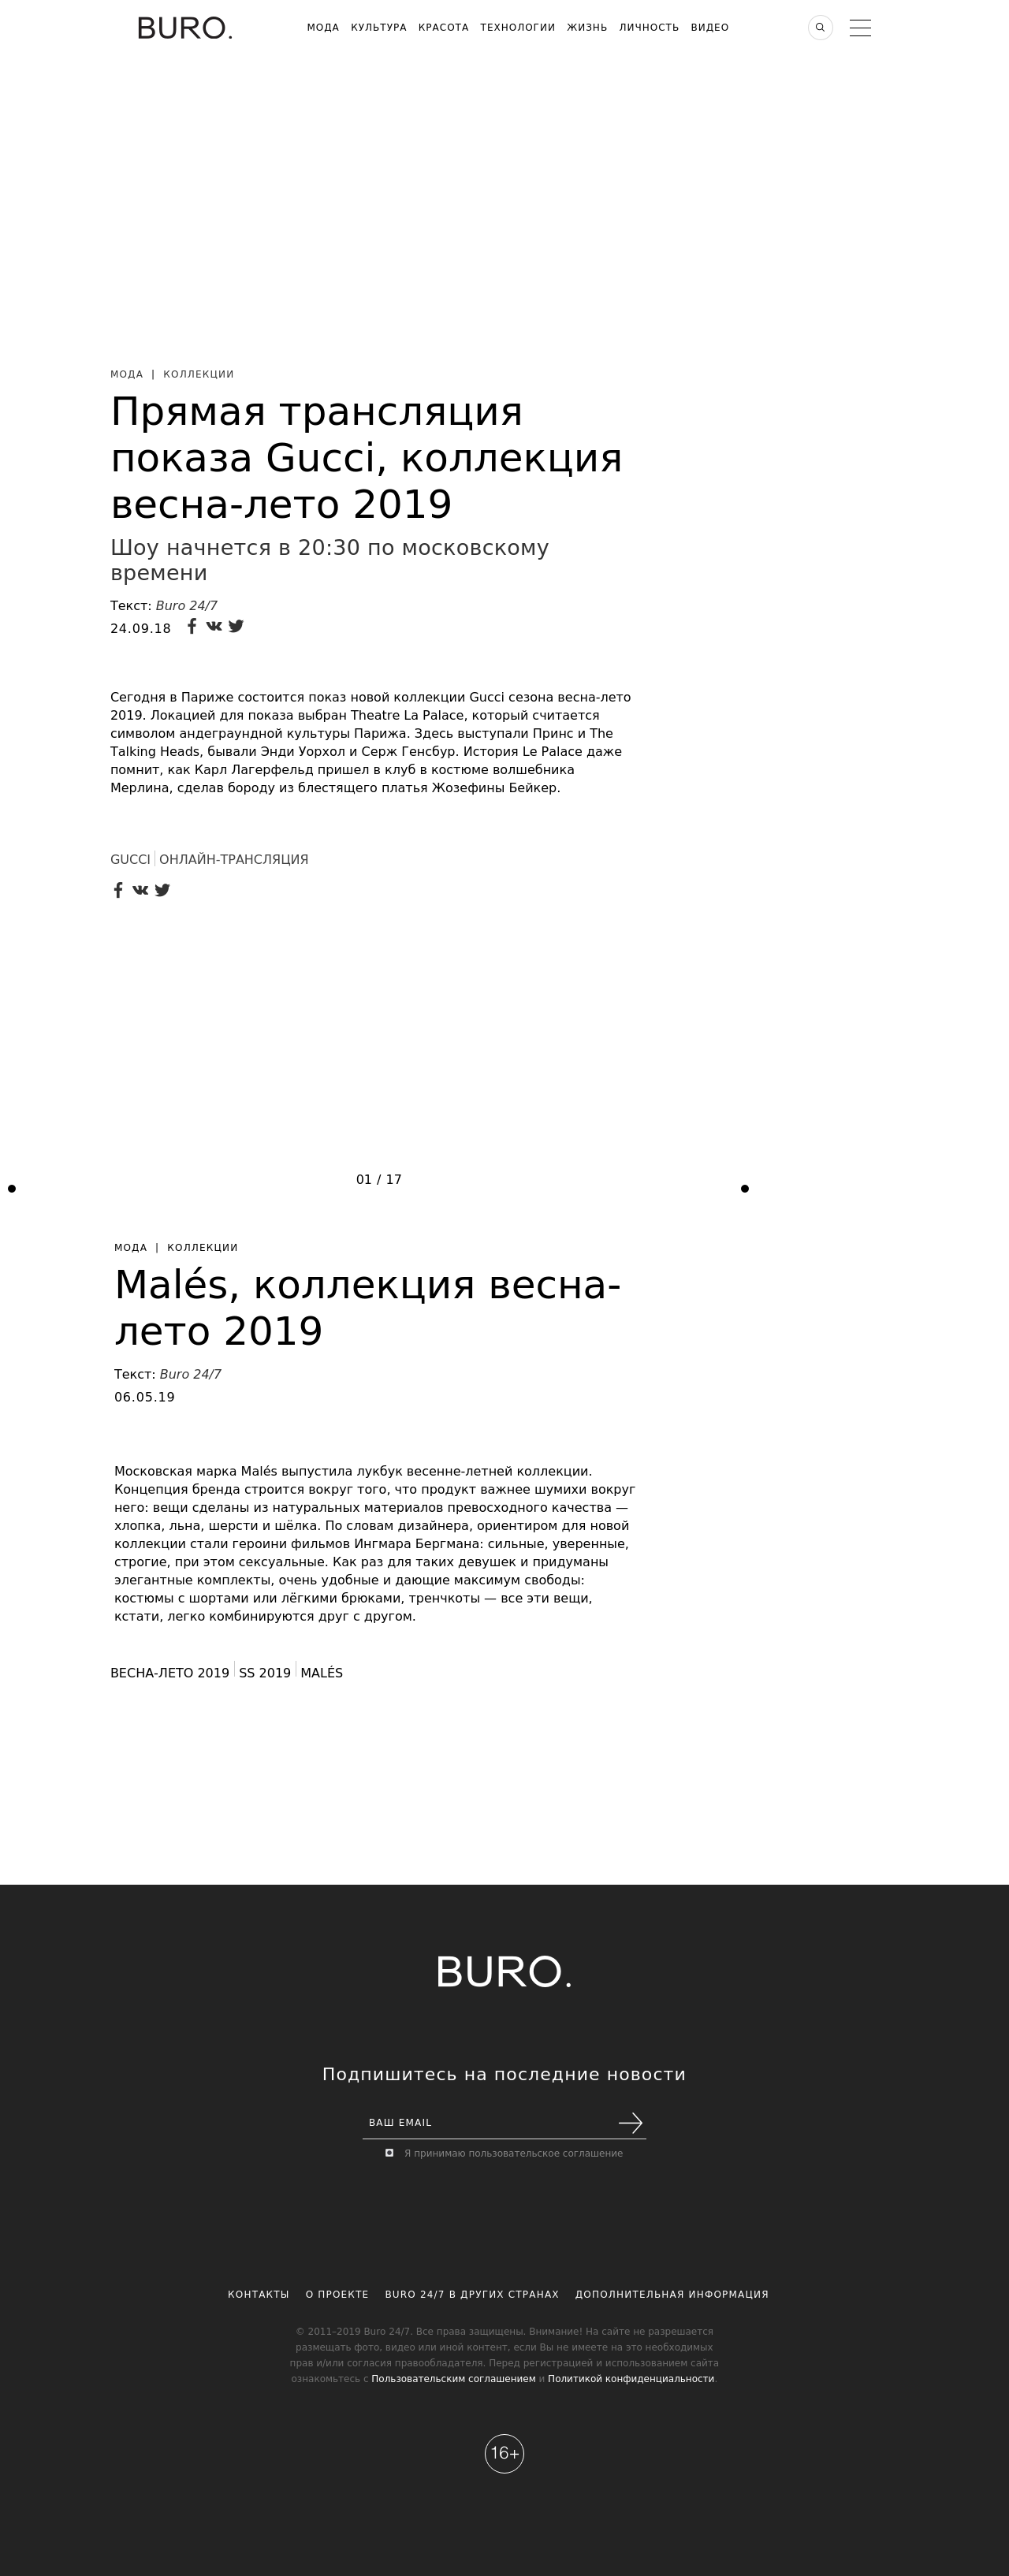 BURO.
МОДА КУЛЬТУРА КРАСОТА ТЕХНОЛОГИИ ЖИЗНЬ ЛИЧНОСТЬ ВИДЕО
МОДА | КОЛЛЕКЦИИ
Прямая трансляция
показа Gucci, коллекция
весна-лето 2019
Шоу начнется в 20:30 по московскому
времени
Текст: Buro 24/7
24.09.18
Сегодня в Париже состоится показ новой коллекции Gucci сезона весна-лето
2019. Локацией для показа выбран Theatre La Palace, который считается
символом андеграундной культуры Парижа. Здесь выступали Принс и The
Talking Heads, бывали Энди Уорхол и Серж Генсбур. История Le Palace даже
помнит, как Карл Лагерфельд пришел в клуб в костюме волшебника
Мерлина, сделав бороду из блестящего платья Жозефины Бейкер.
GUCCI ОНЛАЙН-ТРАНСЛЯЦИЯ
01 / 17
МОДА | КОЛЛЕКЦИИ
Malés, коллекция весна-
лето 2019
Текст: Buro 24/7
06.05.19
Московская марка Malés выпустила лукбук весенне-летней коллекции.
Концепция бренда строится вокруг того, что продукт важнее шумихи вокруг
него: вещи сделаны из натуральных материалов превосходного качества —
хлопка, льна, шерсти и шёлка. По словам дизайнера, ориентиром для новой
коллекции стали героини фильмов Ингмара Бергмана: сильные, уверенные,
строгие, при этом сексуальные. Как раз для таких девушек и придуманы
элегантные комплекты, очень удобные и дающие максимум свободы:
костюмы с шортами или лёгкими брюками, тренчкоты — все эти вещи,
кстати, легко комбинируются друг с другом.
ВЕСНА-ЛЕТО 2019 SS 2019 MALÉS
BURO.
Подпишитесь на последние новости
ВАШ EMAIL
Я принимаю пользовательское соглашение
КОНТАКТЫ О ПРОЕКТЕ BURO 24/7 В ДРУГИХ СТРАНАХ ДОПОЛНИТЕЛЬНАЯ ИНФОРМАЦИЯ
© 2011–2019 Buro 24/7. Все права защищены. Внимание! На сайте не разрешается
размещать фото, видео или иной контент, если Вы не имеете на это необходимых
прав и/или согласия правообладателя. Перед регистрацией и использованием сайта
ознакомьтесь с Пользовательским соглашением и Политикой конфиденциальности.
16+